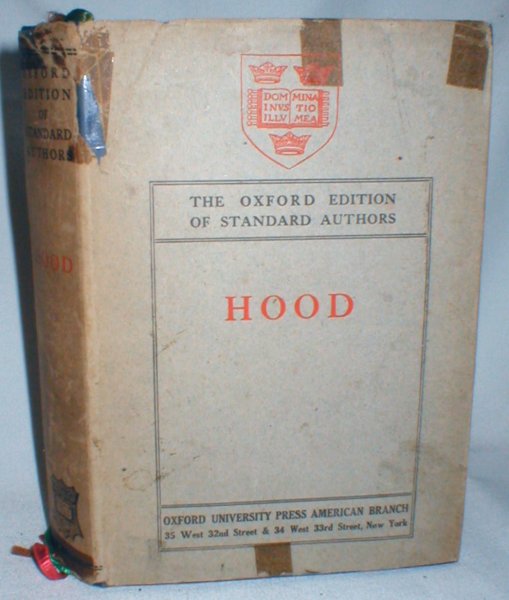 OXFORD
EDITION
OF
STANDARD
AUTHORS
HOOD
DOM MINA
INVS TIO
ILLV MEA
THE OXFORD EDITION
OF STANDARD AUTHORS
HOOD
OXFORD UNIVERSITY PRESS AMERICAN BRANCH
35 West 32nd Street & 34 West 33rd Street, New York